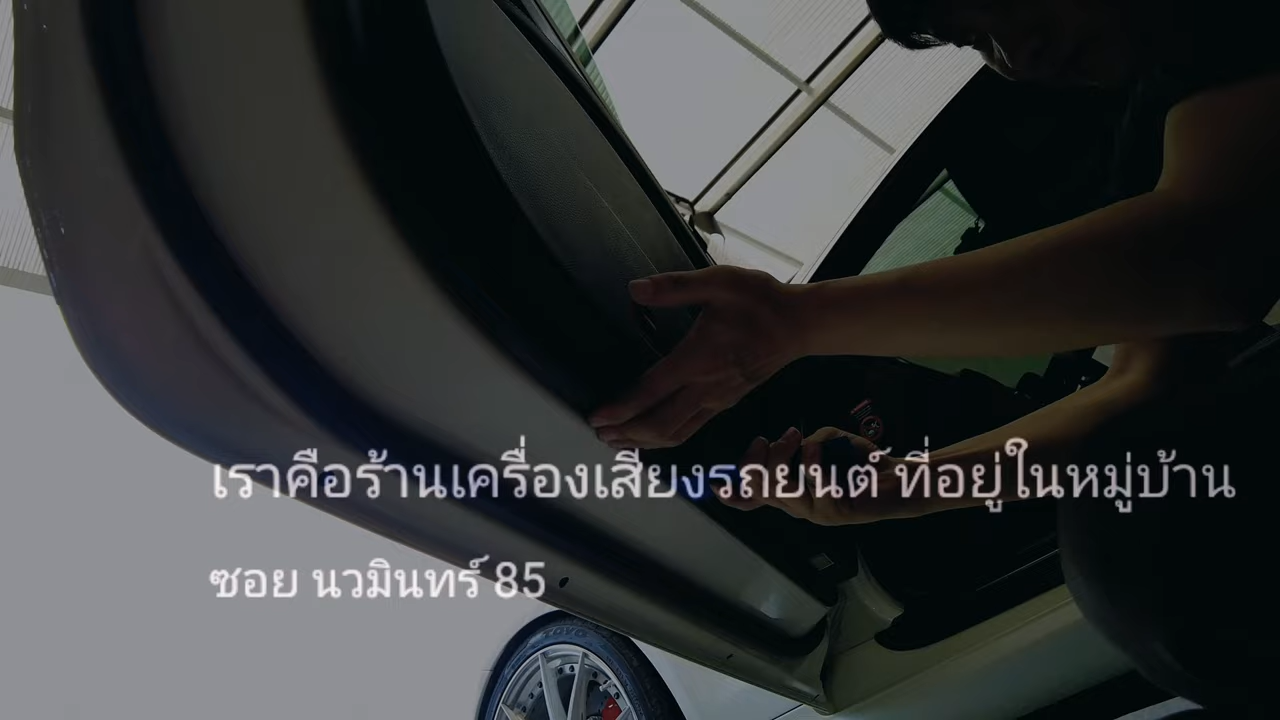 เราคือร้านเครื่องเสียงรถยนต์ ที่อยู่ในหมู่บ้าน
ซอย นวมินทร์ 85
TOYO